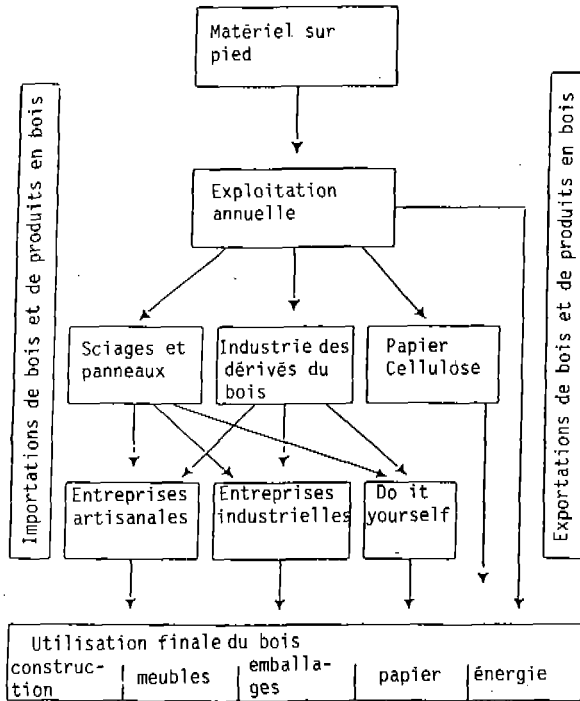 Matériel sur
pied
Importations de bois et de produits en bois
Exportations de bois et de produits en bois
Exploitation
annuelle
Sciages et
panneaux
Industrie des
dérivés du
bois
Papier
Cellulose
Entreprises
artisanales
Entreprises
industrielles
Do it
yourself
Utilisation finale du bois
construc-
tion
meubles
emballa-
ges
papier
énergie